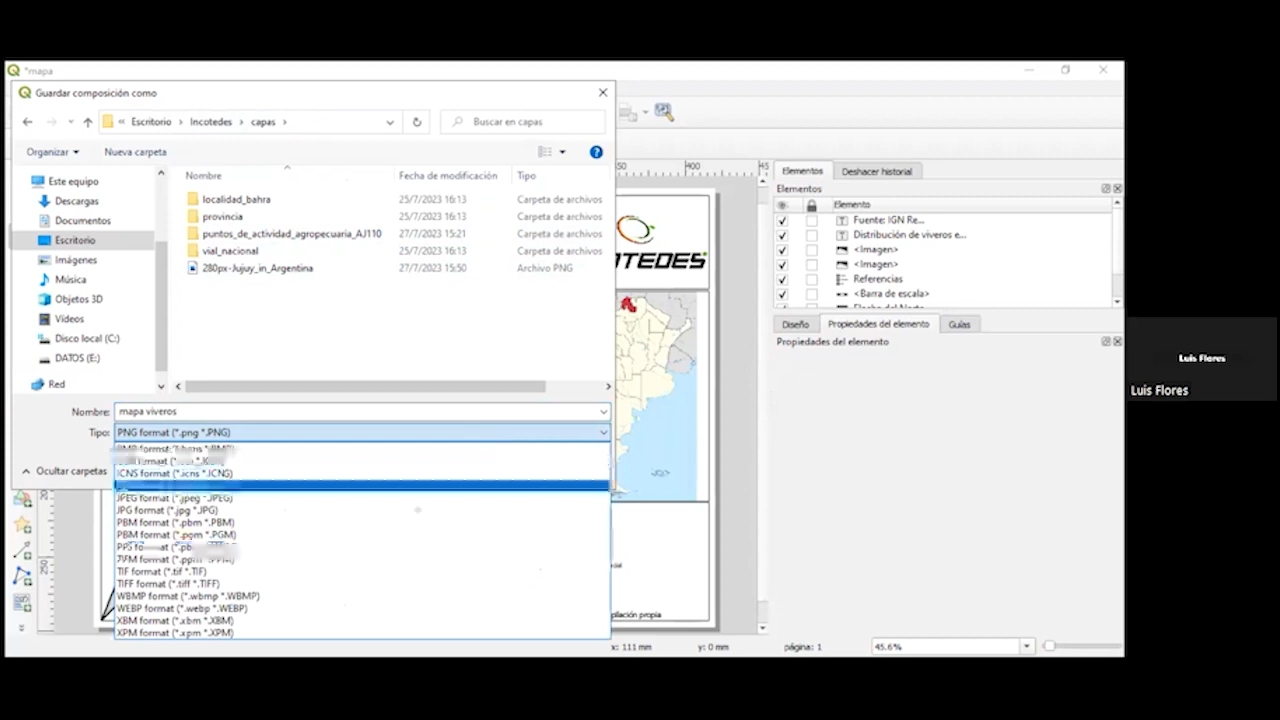 *mapa
Guardar composición como
« Escritorio › Incotedes › capas ›
Buscar en capas
Organizar
Nueva carpeta
Este equipo
Descargas
Documentos
Escritorio
Imágenes
Música
Objetos 3D
Vídeos
Disco local (C:)
DATOS (E:)
Red
Nombre Fecha de modificación Tipo
localidad_bahra 25/7/2023 16:13 Carpeta de archivos
provincia 25/7/2023 16:13 Carpeta de archivos
puntos_de_actividad_agropecuaria_AJ110 27/7/2023 15:21 Carpeta de archivos
vial_nacional 25/7/2023 16:13 Carpeta de archivos
280px-Jujuy_in_Argentina 27/7/2023 15:50 Archivo PNG
Nombre: mapa viveros
Tipo: PNG format (*.png *.PNG)
Ocultar carpetas
ICNS format (*.icns *.ICNS)
JPEG format (*.jpeg *.JPEG)
JPG format (*.jpg *.JPG)
PBM format (*.pbm *.PBM)
TIF format (*.tif *.TIF)
TIFF format (*.tiff *.TIFF)
WBMP format (*.wbmp *.WBMP)
WEBP format (*.webp *.WEBP)
XBM format (*.xbm *.XBM)
XPM format (*.xpm *.XPM)
400
TEDES
pilación propia
x: 111 mm y: 0 mm página: 1 45.6%
Elementos Deshacer historial
Elementos
Elemento
Fuente: IGN Re...
Distribución de viveros e...
<Imagen>
<Imagen>
Referencias
<Barra de escala>
Diseño Propiedades del elemento Guías
Propiedades del elemento
Luis Flores
Luis Flores